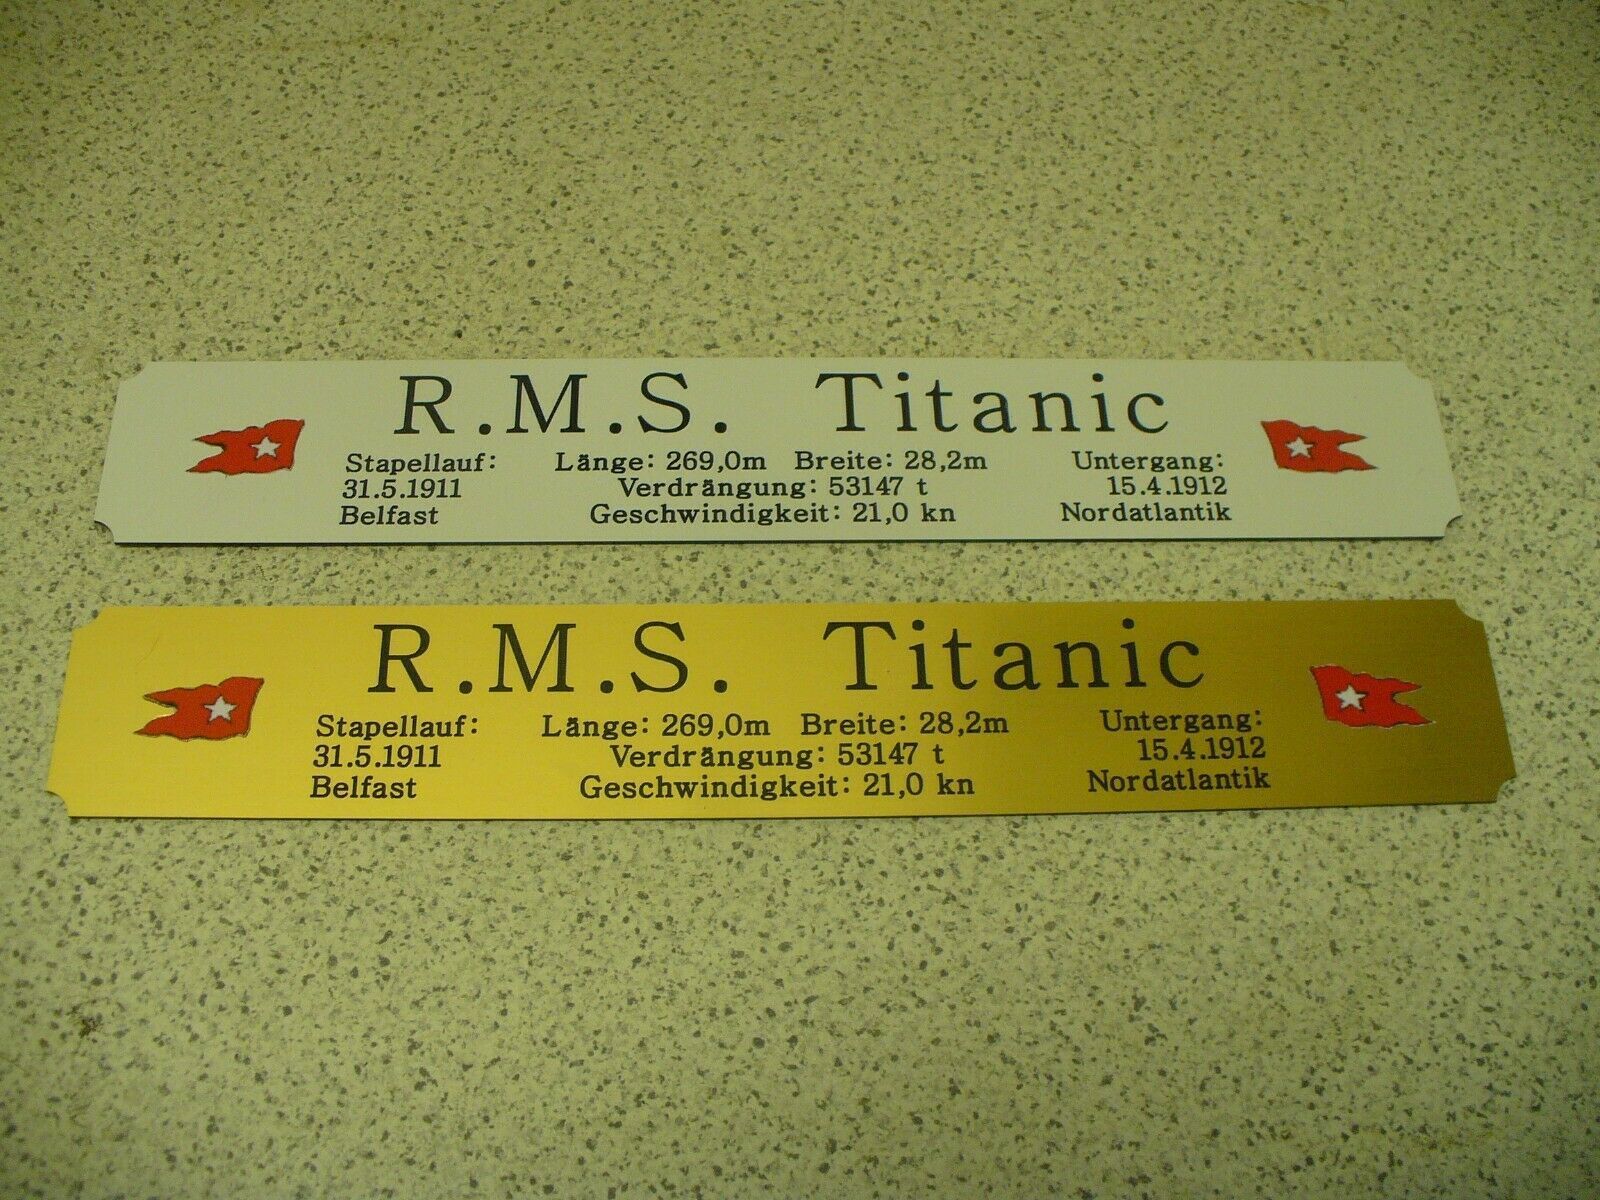 R.M.S. Titanic
Stapellauf: Länge: 269,0m Breite: 28,2m Untergang:
31.5.1911 Verdrängung: 53147 t 15.4.1912
Belfast Geschwindigkeit: 21,0 kn Nordatlantik
R.M.S. Titanic
Stapellauf: Länge: 269,0m Breite: 28,2m Untergang:
31.5.1911 Verdrängung: 53147 t 15.4.1912
Belfast Geschwindigkeit: 21,0 kn Nordatlantik